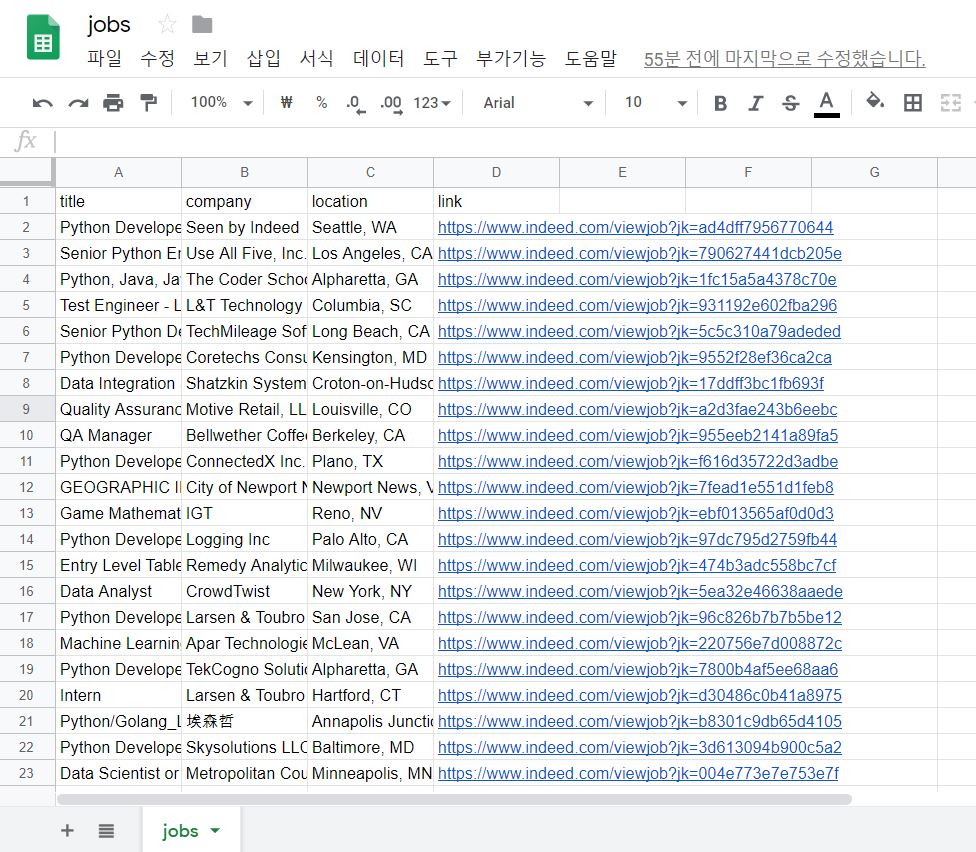 jobs
파일 수정 보기 삽입 서식 데이터 도구 부가기능 도움말 55분 전에 마지막으로 수정했습니다.
100% ₩ % .0 .00 123 Arial 10 B I S A
fx
A B C D E F G
1 title company location link
2 Python Develope Seen by Indeed Seattle, WA https://www.indeed.com/viewjob?jk=ad4dff7956770644
3 Senior Python En Use All Five, Inc. Los Angeles, CA https://www.indeed.com/viewjob?jk=790627441dcb205e
4 Python, Java, Ja The Coder Schoo Alpharetta, GA https://www.indeed.com/viewjob?jk=1fc15a5a4378c70e
5 Test Engineer - L L&T Technology Columbia, SC https://www.indeed.com/viewjob?jk=931192e602fba296
6 Senior Python De TechMileage Sof Long Beach, CA https://www.indeed.com/viewjob?jk=5c5c310a79adeded
7 Python Develope Coretechs Consu Kensington, MD https://www.indeed.com/viewjob?jk=9552f28ef36ca2ca
8 Data Integration Shatzkin System Croton-on-Hudso https://www.indeed.com/viewjob?jk=17ddff3bc1fb693f
9 Quality Assuranc Motive Retail, LL Louisville, CO https://www.indeed.com/viewjob?jk=a2d3fae243b6eebc
10 QA Manager Bellwether Coffee Berkeley, CA https://www.indeed.com/viewjob?jk=955eeb2141a89fa5
11 Python Develope ConnectedX Inc. Plano, TX https://www.indeed.com/viewjob?jk=f616d35722d3adbe
12 GEOGRAPHIC I City of Newport N Newport News, V https://www.indeed.com/viewjob?jk=7fead1e551d1feb8
13 Game Mathemat IGT Reno, NV https://www.indeed.com/viewjob?jk=ebf013565af0d0d3
14 Python Develope Logging Inc Palo Alto, CA https://www.indeed.com/viewjob?jk=97dc795d2759fb44
15 Entry Level Table Remedy Analytic Milwaukee, WI https://www.indeed.com/viewjob?jk=474b3adc558bc7cf
16 Data Analyst CrowdTwist New York, NY https://www.indeed.com/viewjob?jk=5ea32e46638aaede
17 Python Develope Larsen & Toubro San Jose, CA https://www.indeed.com/viewjob?jk=96c826b7b7b5be12
18 Machine Learnin Apar Technologie McLean, VA https://www.indeed.com/viewjob?jk=220756e7d008872c
19 Python Develope TekCogno Soluti Alpharetta, GA https://www.indeed.com/viewjob?jk=7800b4af5ee68aa6
20 Intern Larsen & Toubro Hartford, CT https://www.indeed.com/viewjob?jk=d30486c0b41a8975
21 Python/Golang_L 埃森哲 Annapolis Junctio https://www.indeed.com/viewjob?jk=b8301c9db65d4105
22 Python Develope Skysolutions LLC Baltimore, MD https://www.indeed.com/viewjob?jk=3d613094b900c5a2
23 Data Scientist or Metropolitan Cou Minneapolis, MN https://www.indeed.com/viewjob?jk=004e773e7e753e7f
jobs